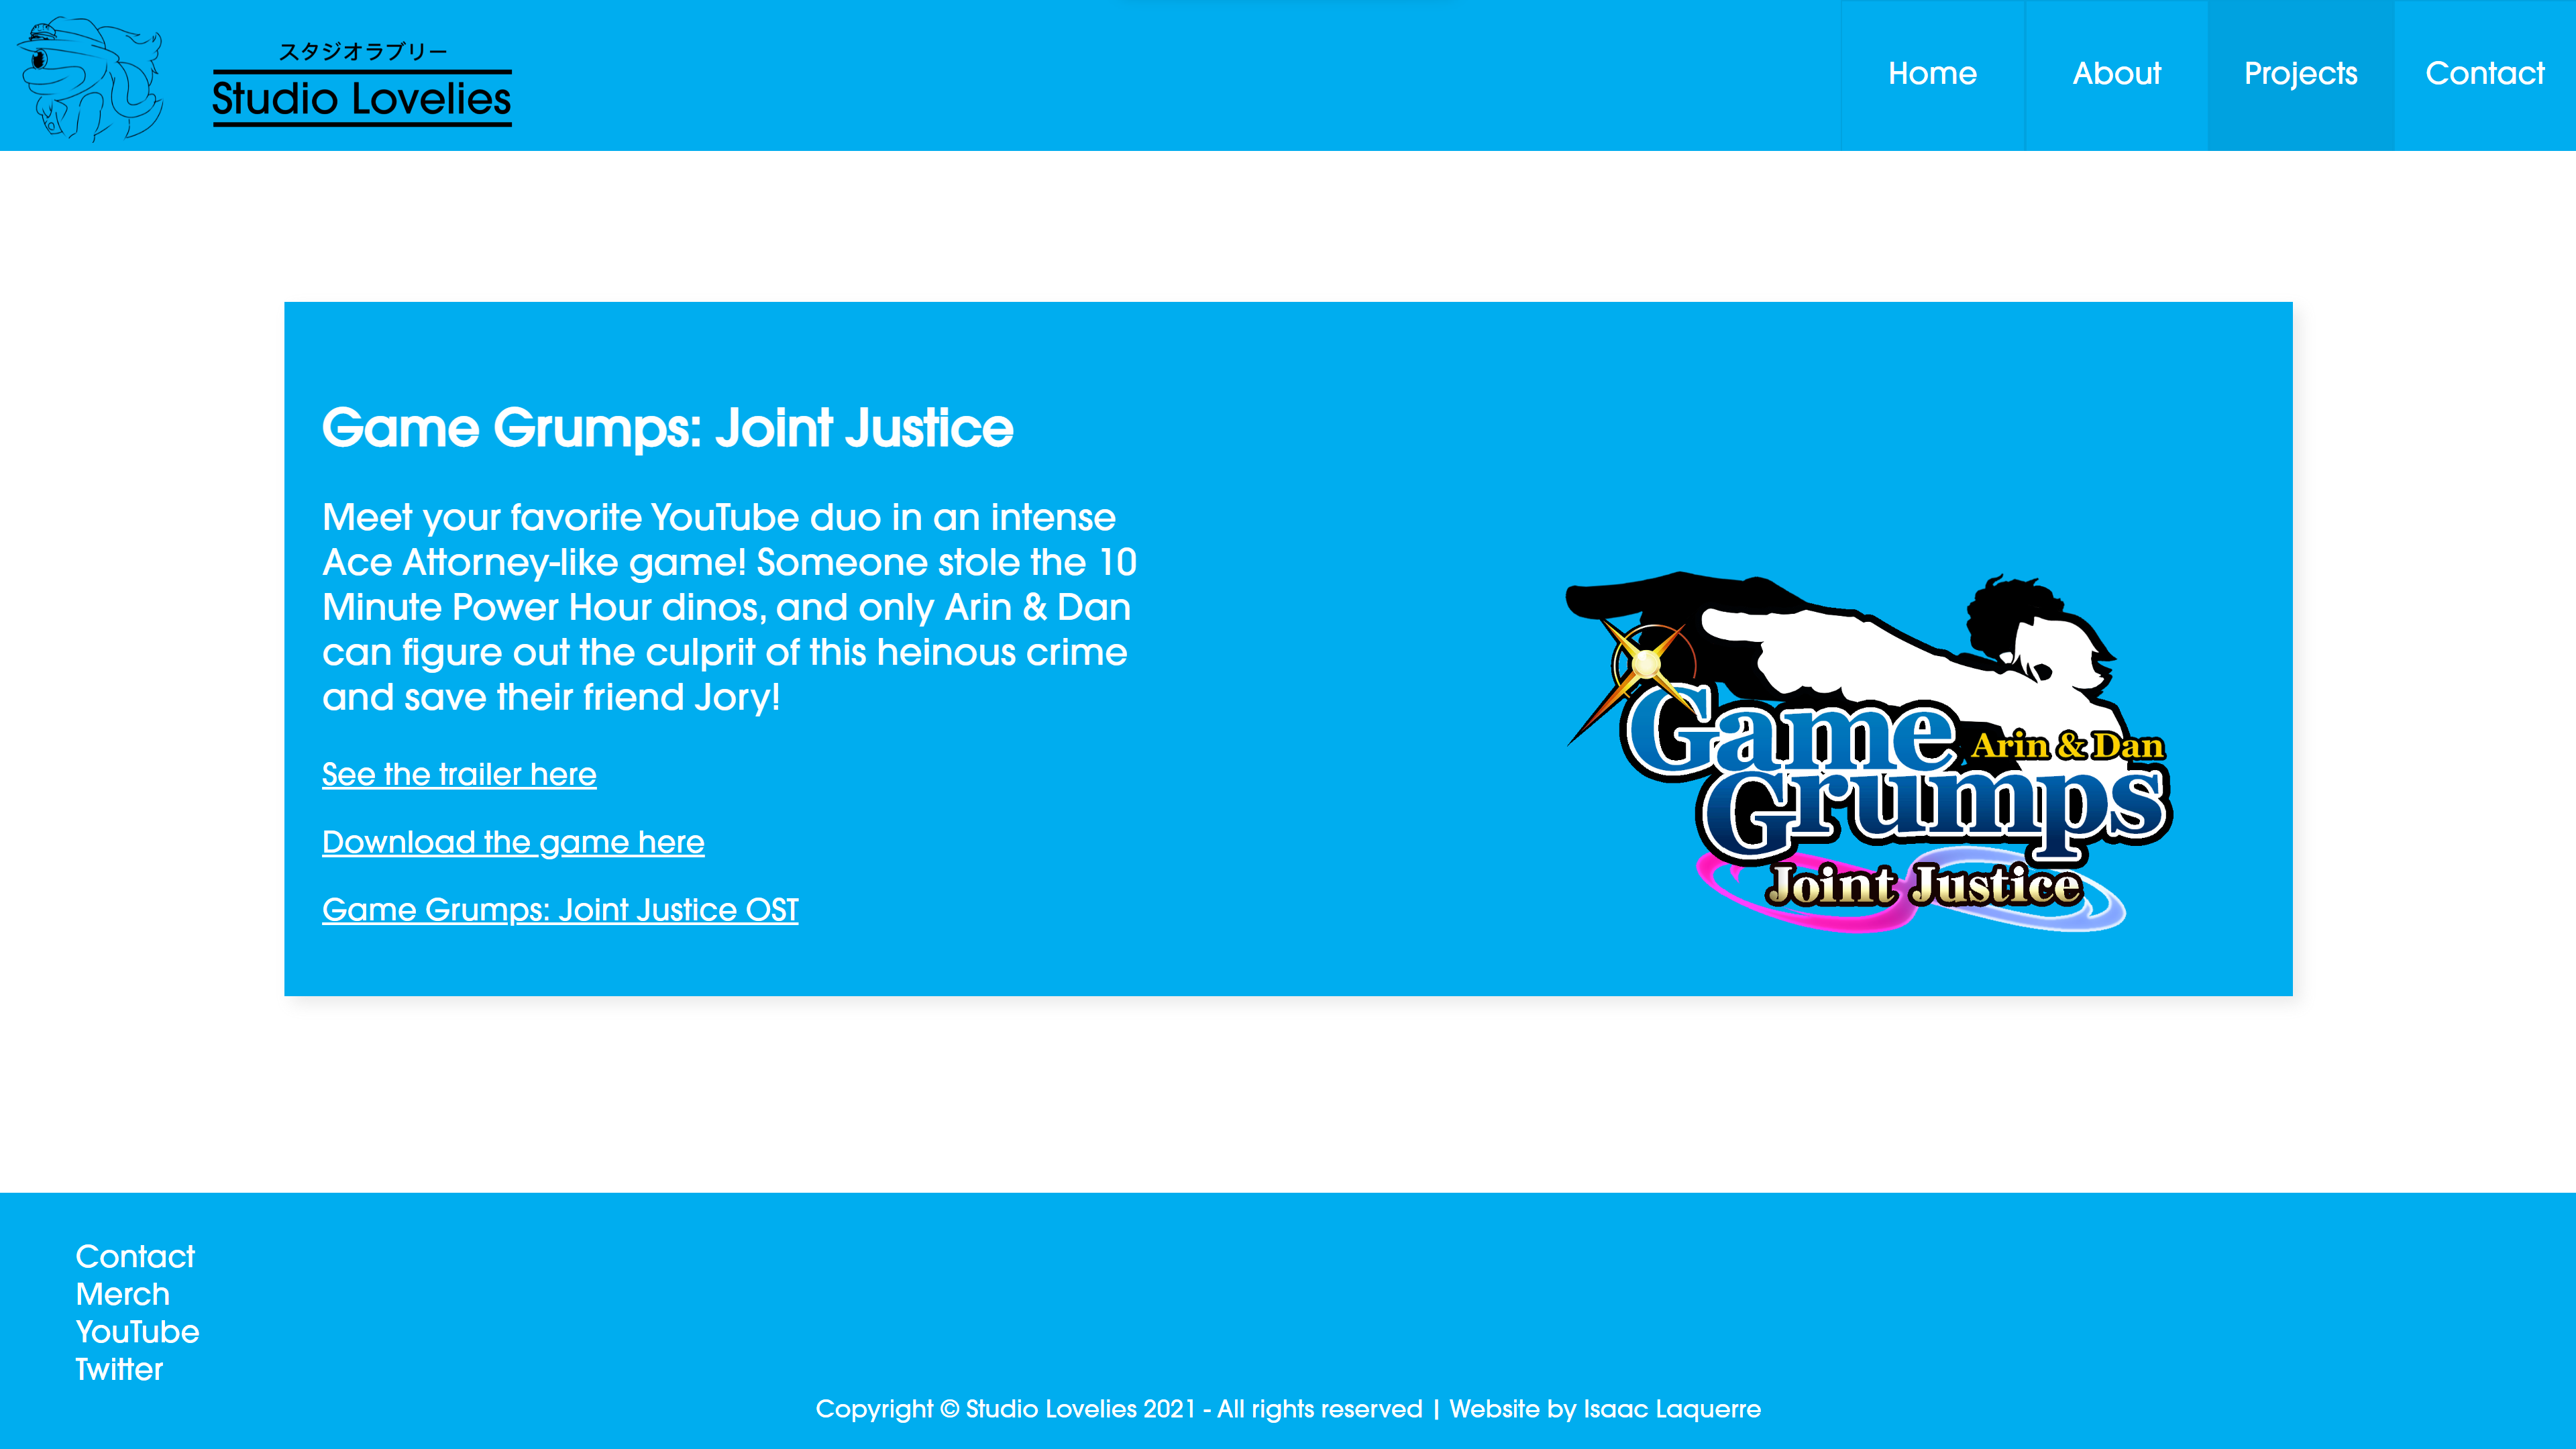 スタジオラブリー
Studio Lovelies
Home
About
Projects
Contact
Game Grumps: Joint Justice
Meet your favorite YouTube duo in an intense
Ace Attorney-like game! Someone stole the 10
Minute Power Hour dinos, and only Arin & Dan
can figure out the culprit of this heinous crime
and save their friend Jory!
See the trailer here
Download the game here
Game Grumps: Joint Justice OST
Game
Arin & Dan
Grumps
Joint Justice
Contact
Merch
YouTube
Twitter
Copyright © Studio Lovelies 2021 - All rights reserved | Website by Isaac Laquerre